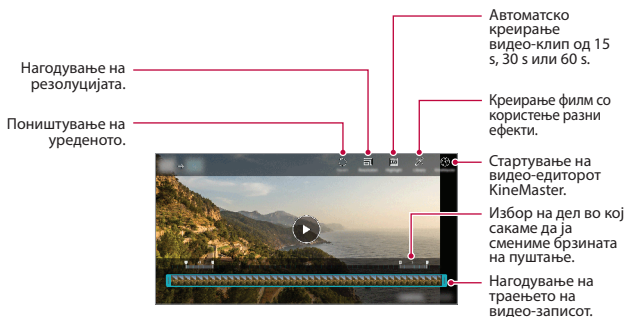 Автоматско
креирање
видео-клип од 15
s, 30 s или 60 s.
Нагодување на
резолуцијата.
Поништување на
уреденото.
Креирање филм со
користење разни
ефекти.
Стартување на
видео-едиторот
KineMaster.
Избор на дел во кој
сакаме да ја
смениме брзината
на пуштање.
Нагодување на
траењето на
видео-записот.